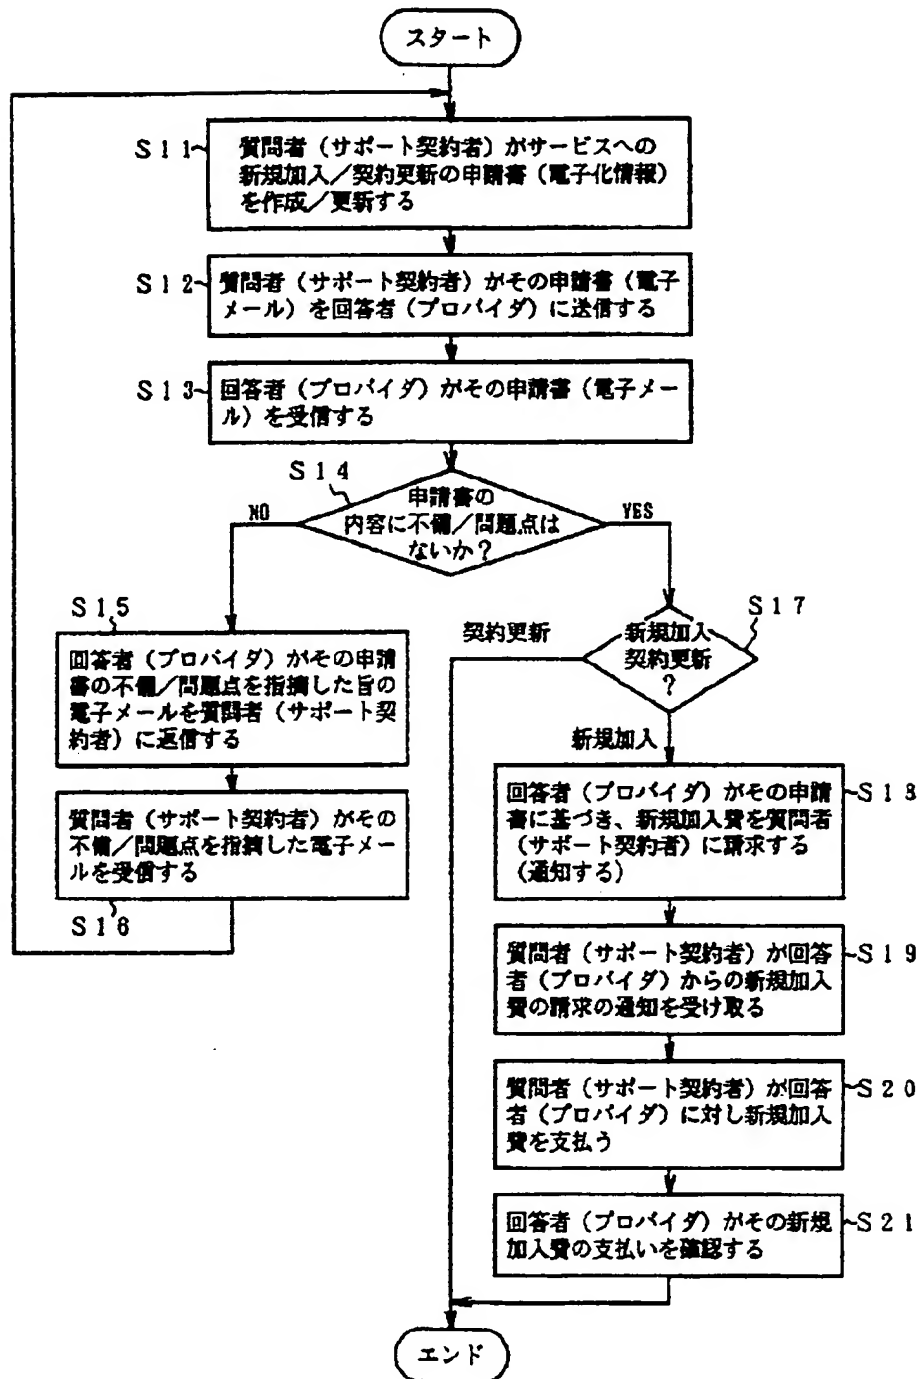 スタート
S11
質問者(サポート契約者)がサービスへの
新規加入/契約更新の申請書(電子化情報)
を作成/更新する
S12
質問者(サポート契約者)がその申請書(電子
メール)を回答者(プロバイダ)に送信する
S13
回答者(プロバイダ)がその申請書(電子メー
ル)を受信する
S14
申請書の
内容に不備/問題点は
ないか?
NO
YES
S15
回答者(プロバイダ)がその申請
書の不備/問題点を指摘した旨の
電子メールを質問者(サポート契
約者)に返信する
質問者(サポート契約者)がその
不備/問題点を指摘した電子メー
ルを受信する
S16
S17
契約更新
新規加入
契約更新
?
新規加入
回答者(プロバイダ)がその申請
書に基づき、新規加入費を質問者
(サポート契約者)に請求する
(通知する)
S18
質問者(サポート契約者)が回答
者(プロバイダ)からの新規加入
費の請求の通知を受け取る
S19
質問者(サポート契約者)が回答
者(プロバイダ)に対し新規加入
費を支払う
S20
回答者(プロバイダ)がその新規
加入費の支払いを確認する
S21
エンド